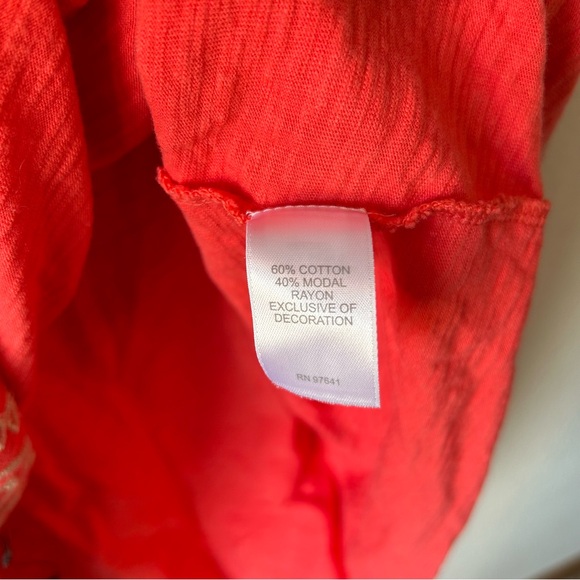 60% COTTON
40% MODAL
RAYON
EXCLUSIVE OF
DECORATION
RN 97641